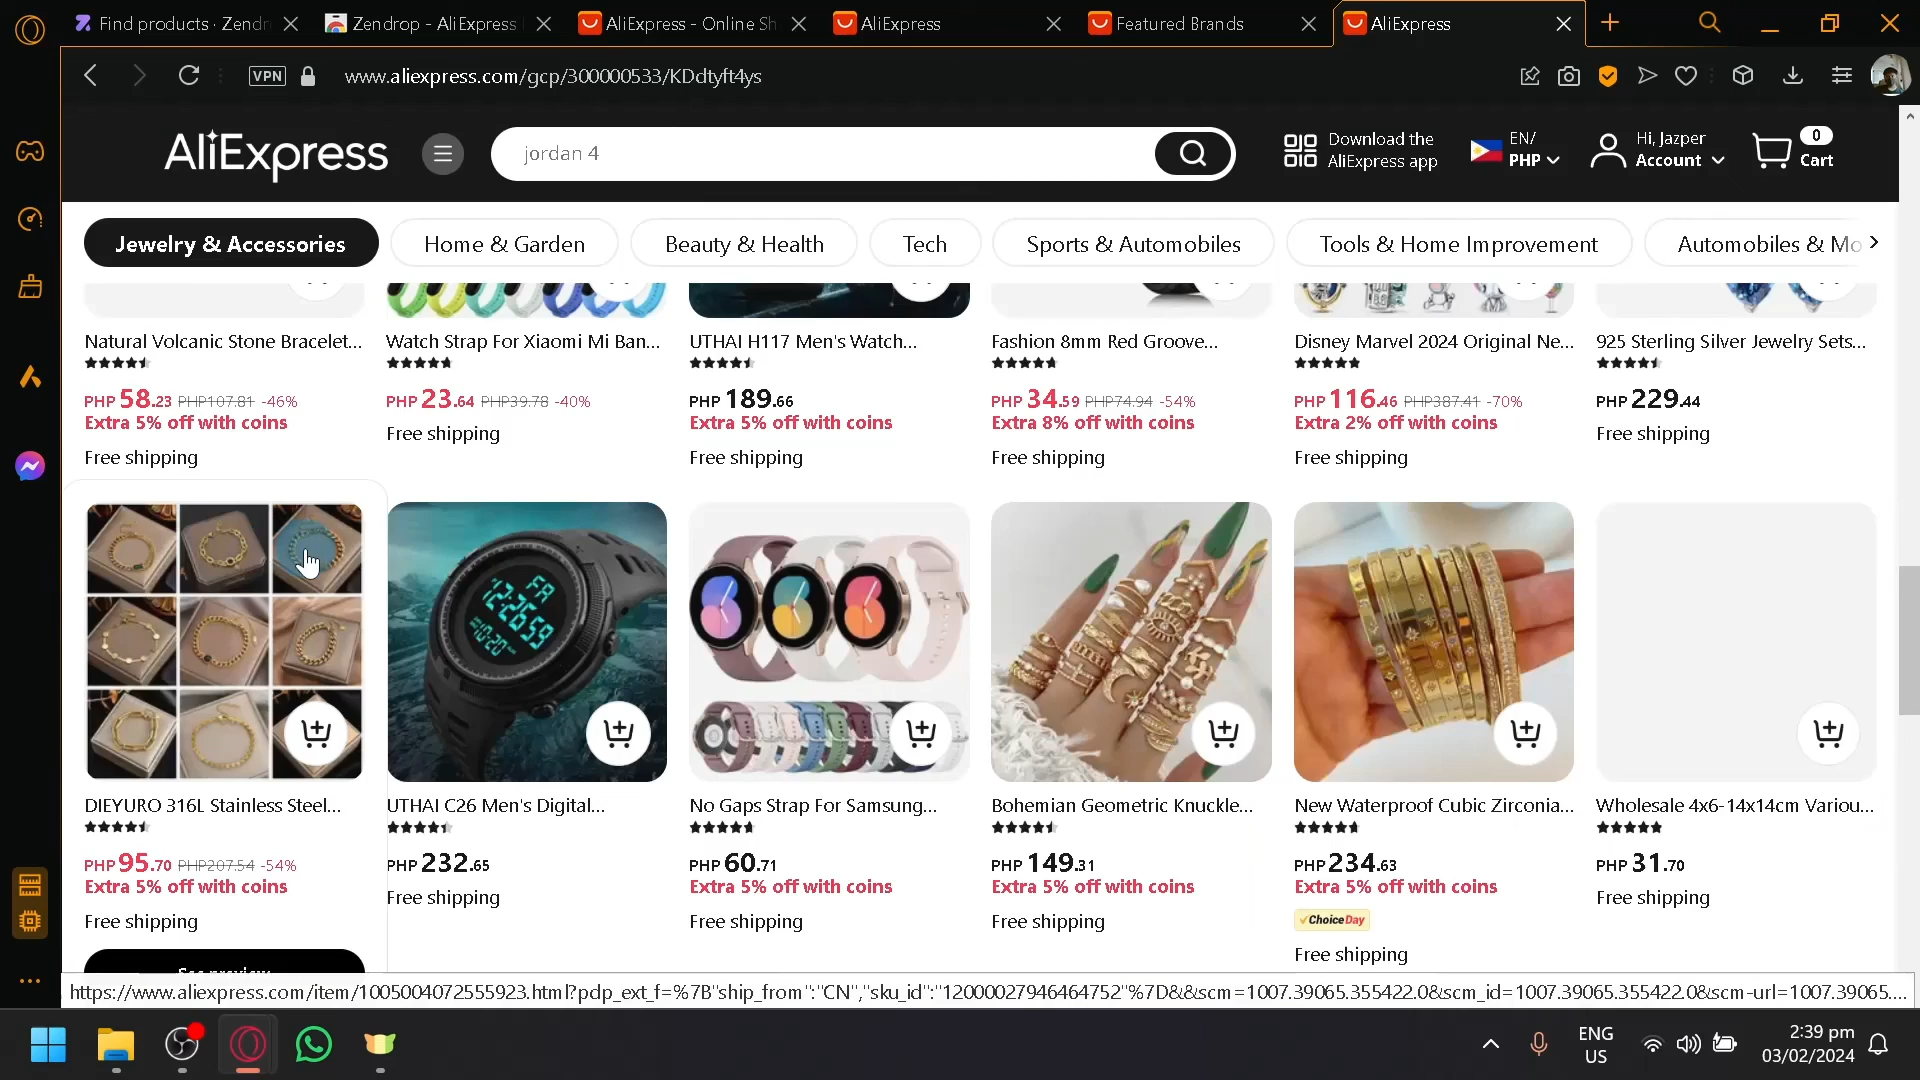 Find products · Zendr
Zendrop - AliExpress
AliExpress - Online Sh
AliExpress
Featured Brands
AliExpress
VPN
www.aliexpress.com/gcp/300000533/KDdtyft4ys
AliExpress
jordan 4
Download the
AliExpress app
EN/
PHP
Hi, Jazper
Account
0
Cart
Jewelry & Accessories
Home & Garden
Beauty & Health
Tech
Sports & Automobiles
Tools & Home Improvement
Automobiles & Mo
Natural Volcanic Stone Bracelet...
Watch Strap For Xiaomi Mi Ban...
UTHAI H117 Men's Watch...
Fashion 8mm Red Groove...
Disney Marvel 2024 Original Ne...
925 Sterling Silver Jewelry Sets...
PHP 58.23 PHP107.81 -46%
PHP 23.64 PHP39.78 -40%
PHP 189.66
PHP 34.59 PHP74.94 -54%
PHP 116.46 PHP387.41 -70%
PHP 229.44
Extra 5% off with coins
Free shipping
Extra 5% off with coins
Extra 8% off with coins
Extra 2% off with coins
Free shipping
Free shipping
Free shipping
Free shipping
Free shipping
FA
12:26:59
10:20
DIEYURO 316L Stainless Steel...
UTHAI C26 Men's Digital...
No Gaps Strap For Samsung...
Bohemian Geometric Knuckle...
New Waterproof Cubic Zirconia...
Wholesale 4x6-14x14cm Variou...
PHP 95.70 PHP207.54 -54%
PHP 232.65
PHP 60.71
PHP 149.31
PHP 234.63
PHP 31.70
Extra 5% off with coins
Free shipping
Extra 5% off with coins
Extra 5% off with coins
Extra 5% off with coins
Free shipping
Free shipping
Free shipping
Free shipping
ChoiceDay
Free shipping
See preview
https://www.aliexpress.com/item/1005004072555923.html?pdp_ext_f=%7B"ship_from":"CN","sku_id":"12000027946464752"%7D&&scm=1007.39065.355422.0&scm_id=1007.39065.355422.0&scm-url=1007.39065....
ENG
US
2:39 pm
03/02/2024